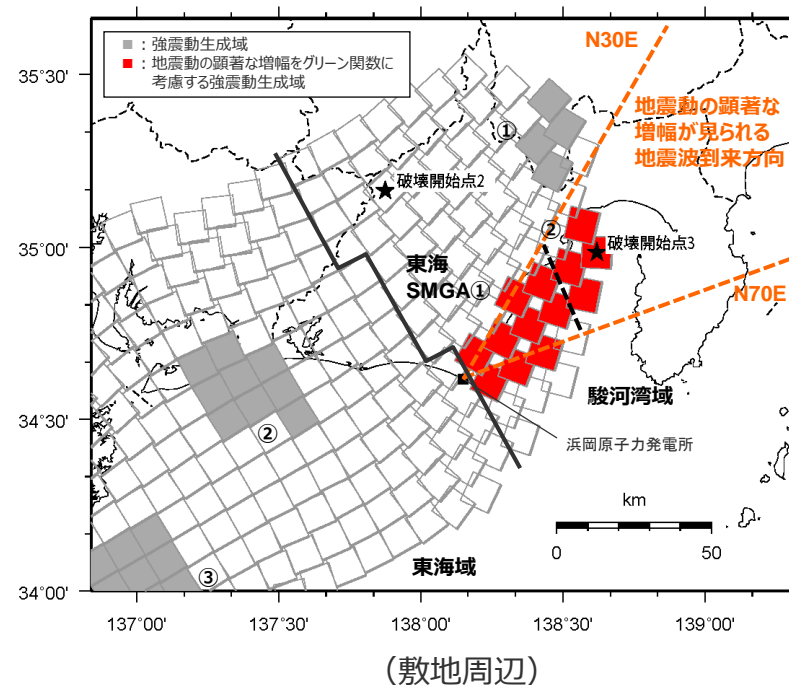 ■ : 強震動生成域
■ : 地震動の顕著な増幅をグリーン関数に
考慮する強震動生成域
N30E
地震動の顕著な
増幅が見られる
地震波到来方向
①
破壊開始点2
②
破壊開始点3
東海
SMGA①
N70E
駿河湾域
②
浜岡原子力発電所
km
0 50
東海域
③
35°30'
35°00'
34°30'
34°00'
137°00' 137°30' 138°00' 138°30' 139°00'
（敷地周辺）